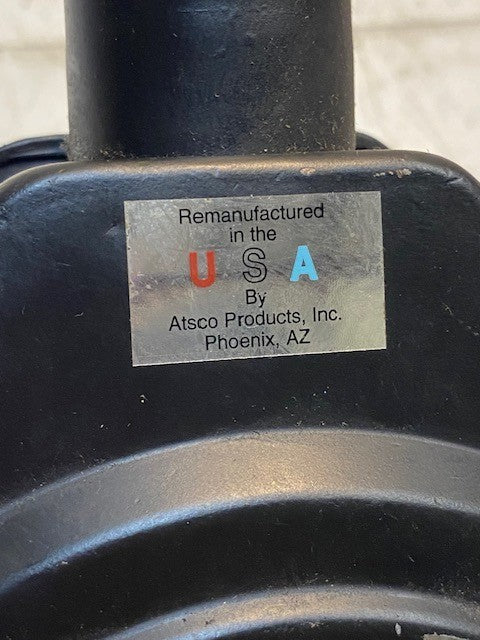 Remanufactured
in the
U S A
By
Atsco Products, Inc.
Phoenix, AZ